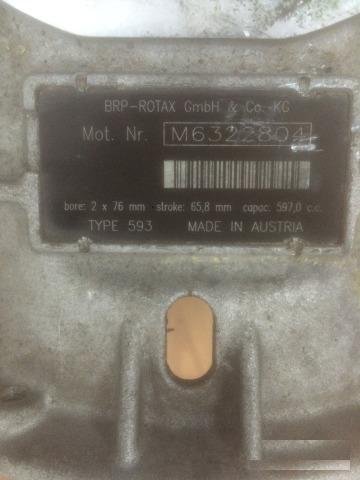 BRP-ROTAX GmbH & Co.-KG
Mot. Nr. M6322804
bore: 2 x 76 mm stroke: 65,8 mm capac: 597,0 c.c.
TYPE 593 MADE IN AUSTRIA